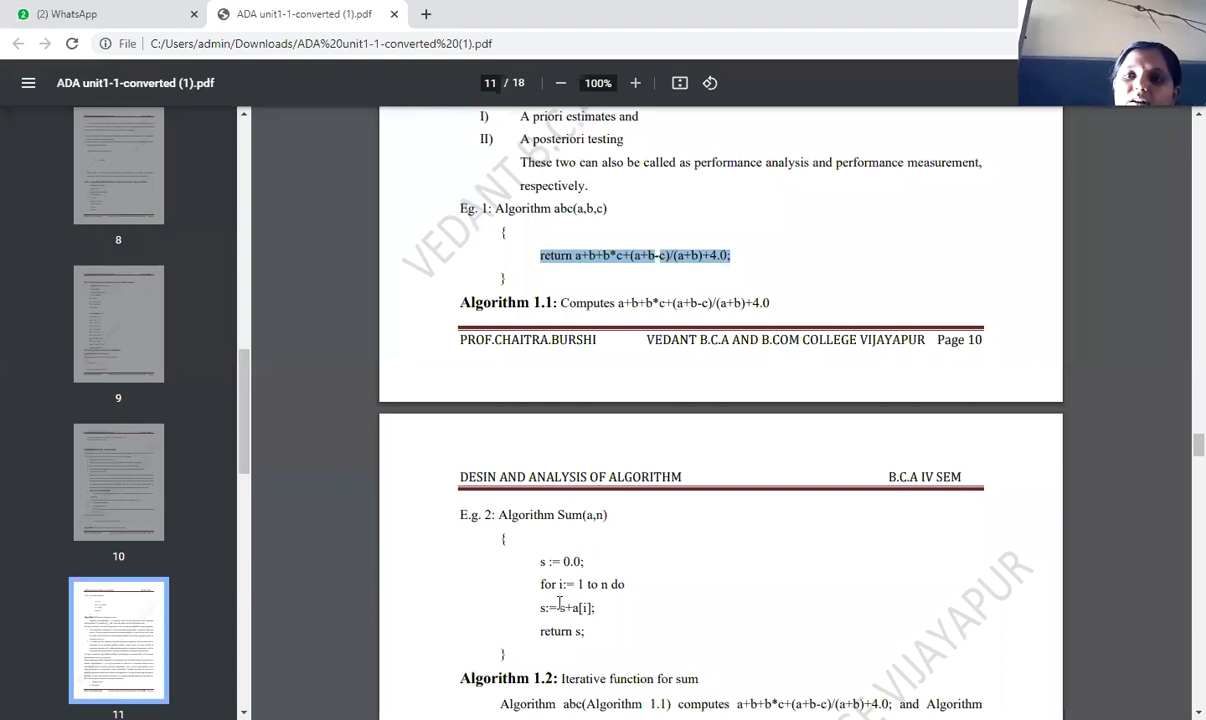 (2) WhatsApp
ADA unit1-1-converted (1).pdf
File C:/Users/admin/Downloads/ADA%20unit1-1-converted%20(1).pdf
ADA unit1-1-converted (1).pdf
11 / 18
100%
I) A priori estimates and
II) A posteriori testing
These two can also be called as performance analysis and performance measurement,
respectively.
Eg. 1: Algorithm abc(a,b,c)
{
return a+b+b*c+(a+b-c)/(a+b)+4.0;
}
Algorithm 1.1: Computes a+b+b*c+(a+b-c)/(a+b)+4.0
PROF.CHAITRA.BURSHI VEDANT B.C.A AND B.COM COLLEGE VIJAYAPUR Page 10
DESIN AND ANALYSIS OF ALGORITHM B.C.A IV SEM
E.g. 2: Algorithm Sum(a,n)
{
s := 0.0;
for i:= 1 to n do
s:= s+a[i];
return s;
}
Algorithm 1.2: Iterative function for sum
Algorithm abc(Algorithm 1.1) computes a+b+b*c+(a+b-c)/(a+b)+4.0; and Algorithm
VEDANT B.C.
E VIJAYAPUR
8
9
10
11